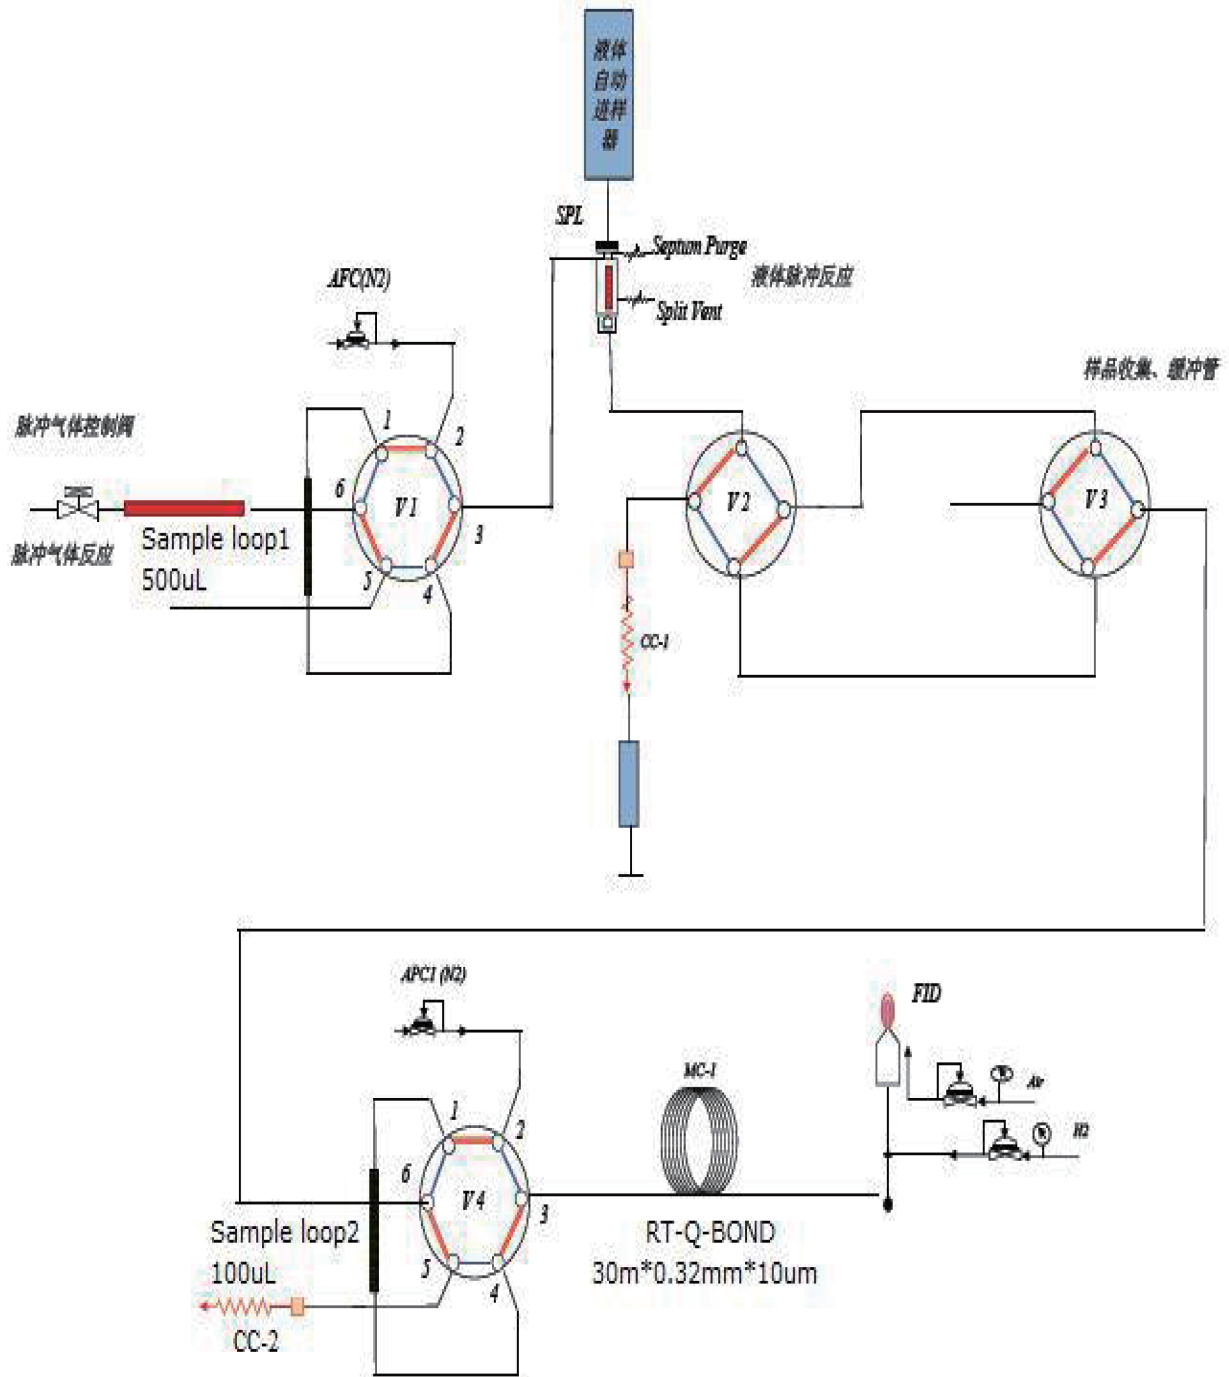 液体
自动
进样
器
SPL
Septum Purge
液体脉冲反应
Split Vent
AFC(N2)
样品收集、缓冲管
脉冲气体控制阀
1
2
6
V1
3
V2
V3
脉冲气体反应
Sample loop1
500uL
5
4
CC-1
APC1 (N2)
FID
MC-1
Air
H2
1
2
6
V4
3
Sample loop2
100uL
5
4
RT-Q-BOND
30m*0.32mm*10um
CC-2